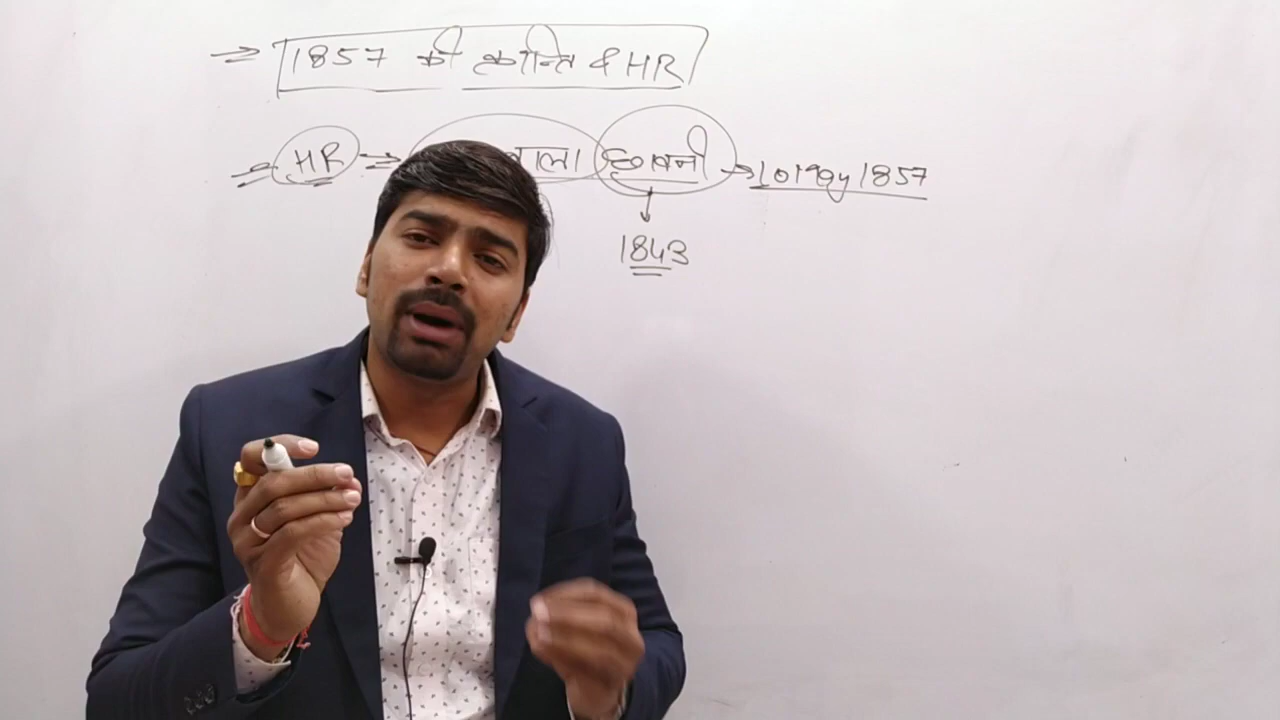 ⇒ 1857 की क्रान्ति & HR
⇒ HR ⇒ बाला छावनी → 10 May 1857
↓
1843